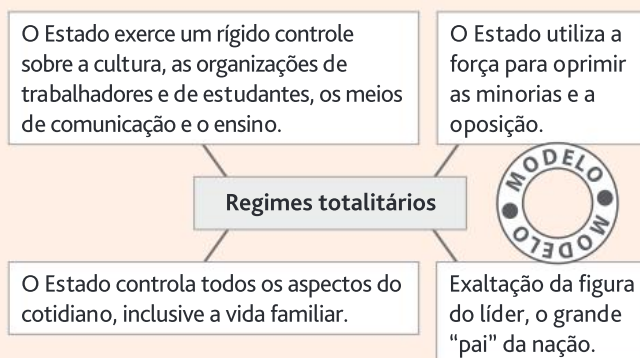 O Estado exerce um rígido controle
sobre a cultura, as organizações de
trabalhadores e de estudantes, os meios
de comunicação e o ensino.
O Estado utiliza a
força para oprimir
as minorias e a
oposição.
Regimes totalitários
MODELO
MODELO
O Estado controla todos os aspectos do
cotidiano, inclusive a vida familiar.
Exaltação da figura
do líder, o grande
“pai” da nação.